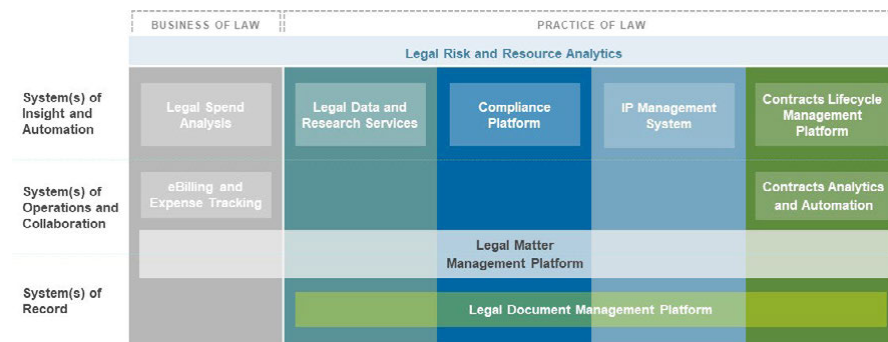 BUSINESS OF LAW
PRACTICE OF LAW
Legal Risk and Resource Analytics
System(s) of
Insight and
Automation
Legal Spend
Analysis
Legal Data and
Research Services
Compliance
Platform
IP Management
System
Contracts Lifecycle
Management
Platform
System(s) of
Operations and
Collaboration
eBilling and
Expense Tracking
Contracts Analytics
and Automation
Legal Matter
Management Platform
System(s) of
Record
Legal Document Management Platform